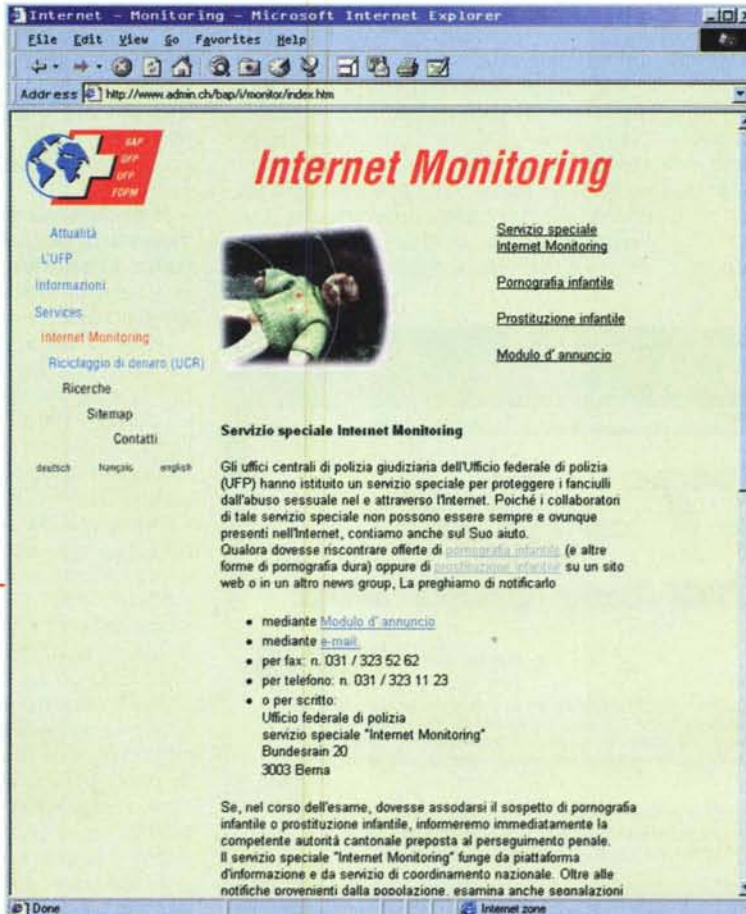 Internet - Monitoring - Microsoft Internet Explorer
File Edit View Go Favorites Help
Address http://www.admin.ch/bap/i/monitor/index.htm
BAP
OFP
UFP
FOPM
Internet Monitoring
Attualità
L'UFP
Informazioni
Services
Internet Monitoring
Riciclaggio di denaro (UCR)
Ricerche
Sitemap
Contatti
deutsch français english
Servizio speciale
Internet Monitoring
Pornografia infantile
Prostituzione infantile
Modulo d' annuncio
Servizio speciale Internet Monitoring
Gli uffici centrali di polizia giudiziaria dell'Ufficio federale di polizia
(UFP) hanno istituito un servizio speciale per proteggere i fanciulli
dall'abuso sessuale nel e attraverso l'Internet. Poiché i collaboratori
di tale servizio speciale non possono essere sempre e ovunque
presenti nell'Internet, contiamo anche sul Suo aiuto.
Qualora dovesse riscontrare offerte di pornografia infantile (e altre
forme di pornografia dura) oppure di prostituzione infantile su un sito
web o in un altro news group, La preghiamo di notificarlo
• mediante Modulo d' annuncio
• mediante e-mail.
• per fax: n. 031 / 323 52 62
• per telefono: n. 031 / 323 11 23
• o per scritto:
Ufficio federale di polizia
servizio speciale "Internet Monitoring"
Bundesrain 20
3003 Berna
Se, nel corso dell'esame, dovesse assodarsi il sospetto di pornografia
infantile o prostituzione infantile, informeremo immediatamente la
competente autorità cantonale preposta al perseguimento penale.
Il servizio speciale "Internet Monitoring" funge da piattaforma
d'informazione e da servizio di coordinamento nazionale. Oltre alle
notifiche provenienti dalla popolazione, esamina anche segnalazioni
Done Internet zone